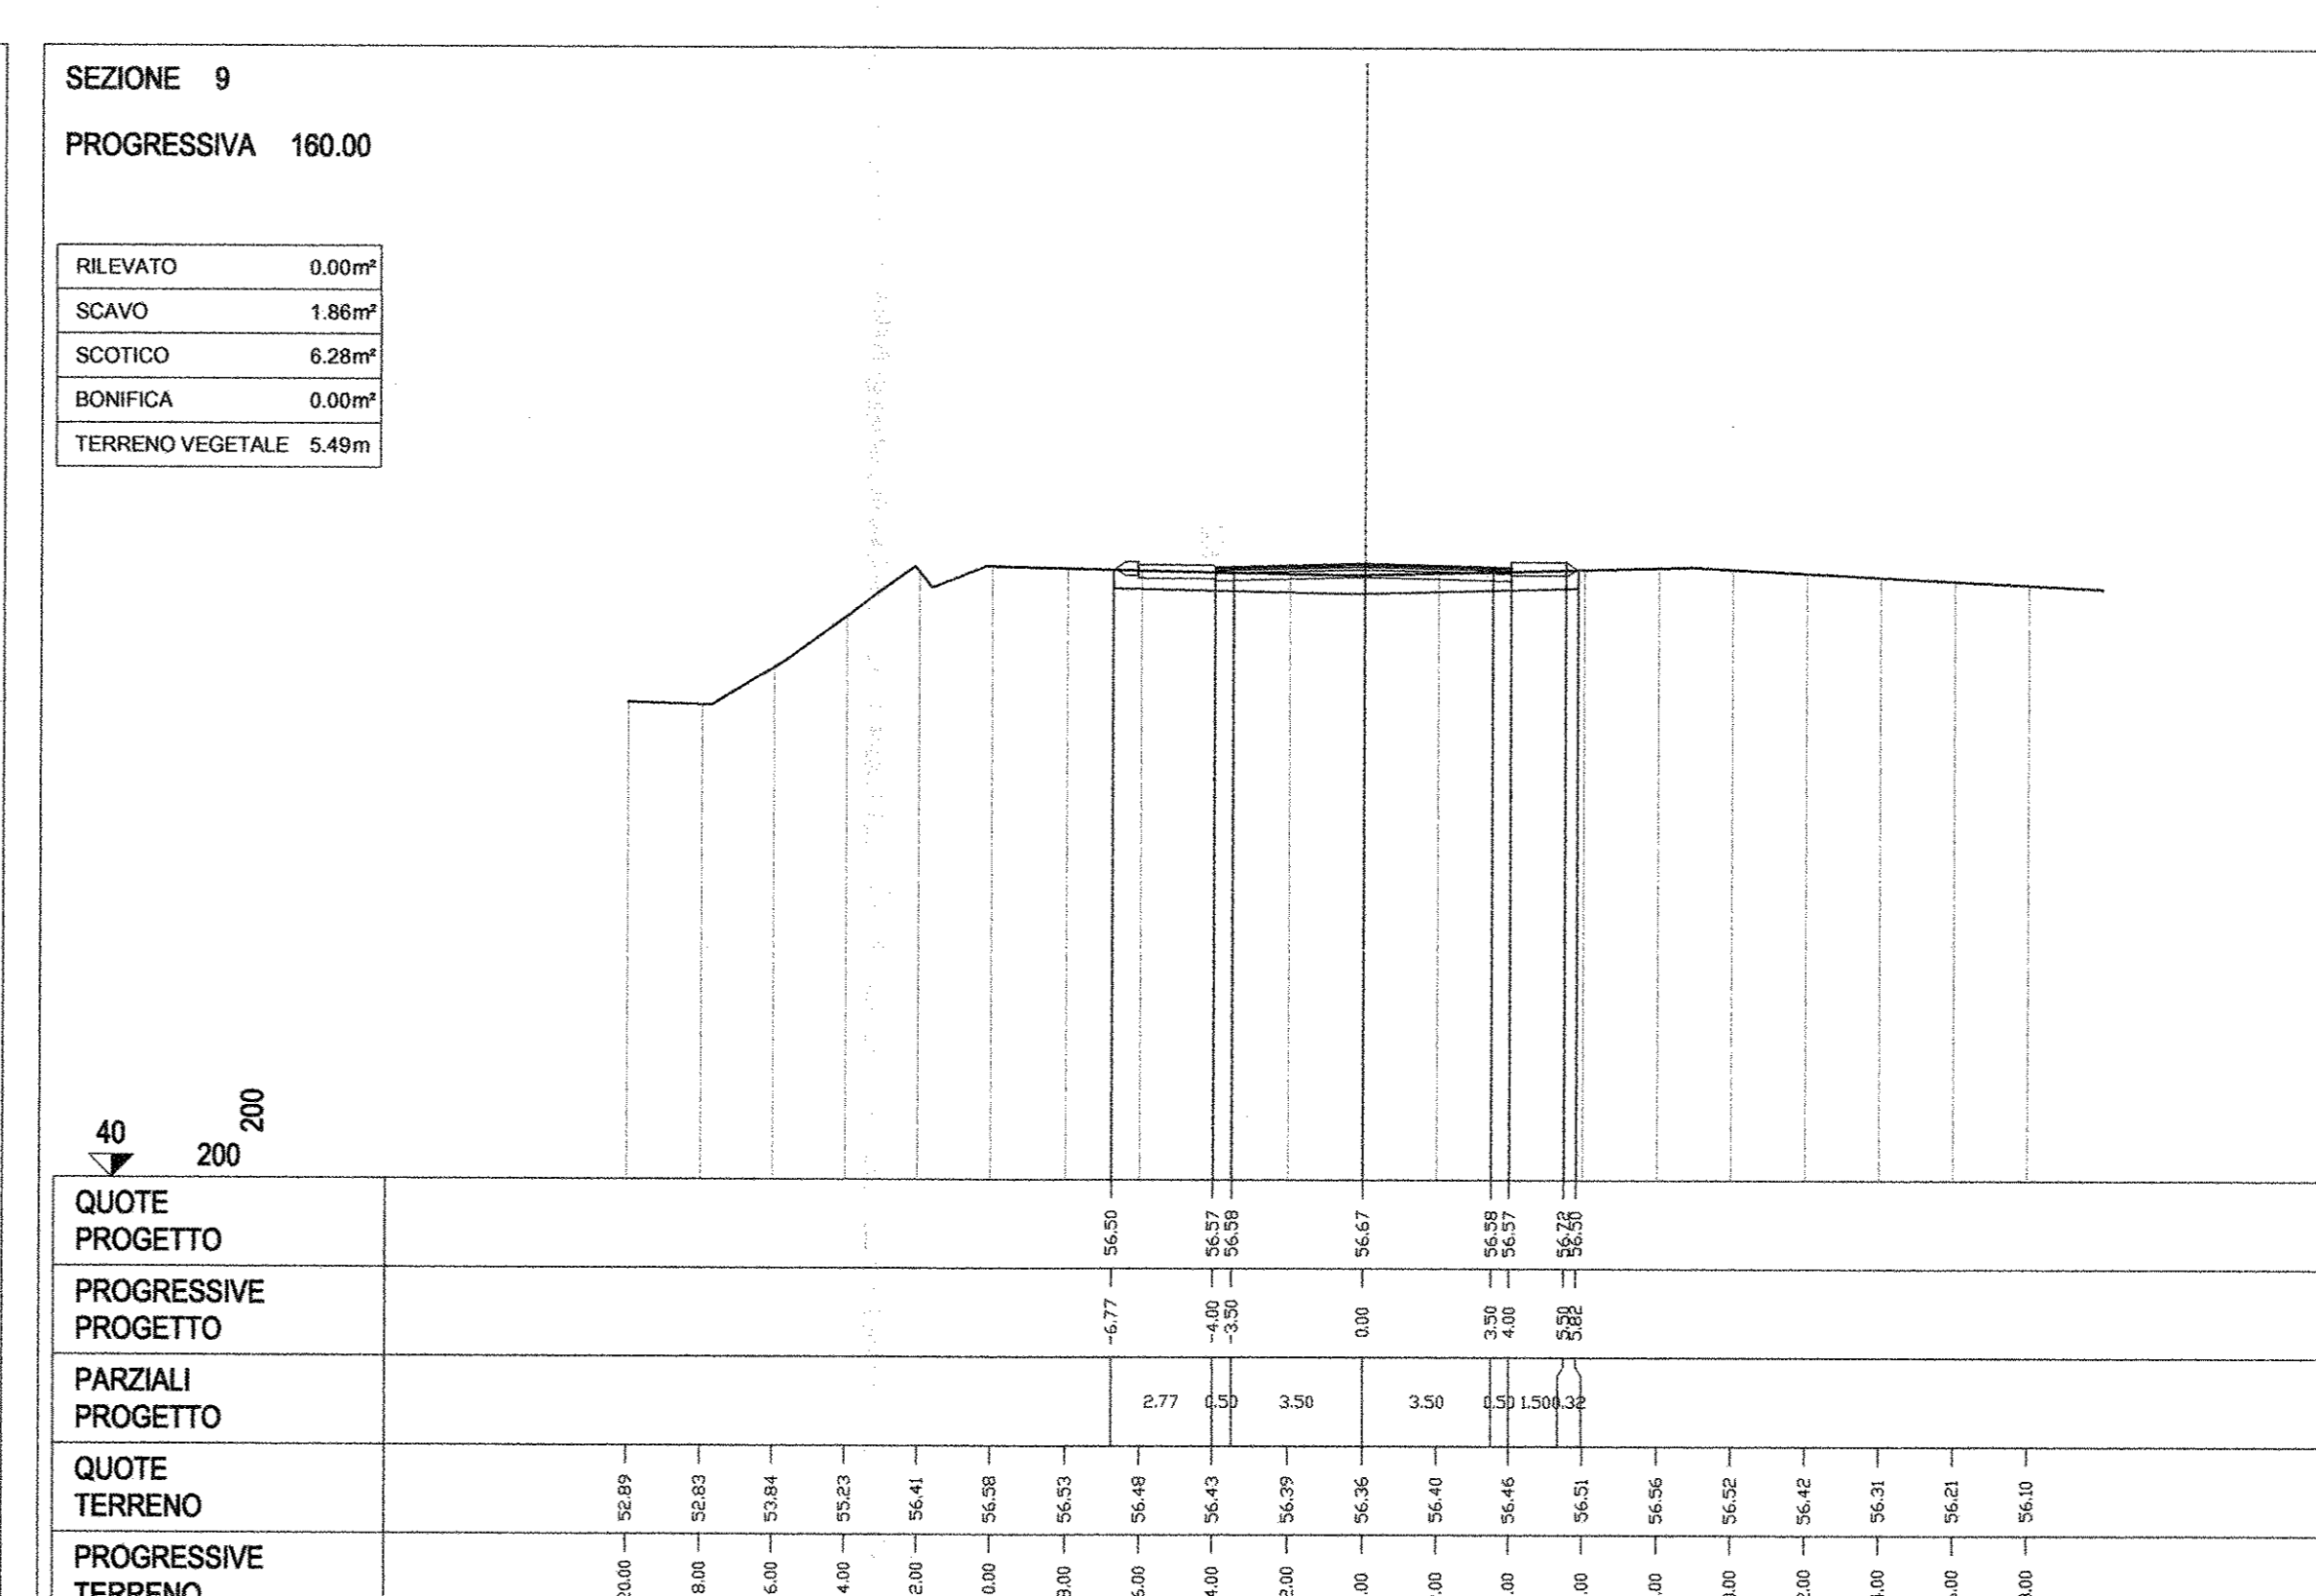 SEZIONE 9
PROGRESSIVA 160.00
RILEVATO 0.00m²
SCAVO 1.86m²
SCOTICO 6.28m²
BONIFICA 0.00m²
TERRENO VEGETALE 5.49m
200
40
200
QUOTE
PROGETTO
56.50 56.57 56.58 56.67 56.58 56.57 56.72 56.50
PROGRESSIVE
PROGETTO
-6.77 -4.00 -3.50 0.00 3.50 4.00 5.50 5.82
PARZIALI
PROGETTO
2.77 0.50 3.50 3.50 0.50 1.50 0.32
QUOTE
TERRENO
52.89 52.83 53.84 55.23 56.41 56.58 56.53 56.48 56.43 56.39 56.36 56.40 56.46 56.51 56.56 56.52 56.42 56.31 56.21 56.10
PROGRESSIVE
TERRENO